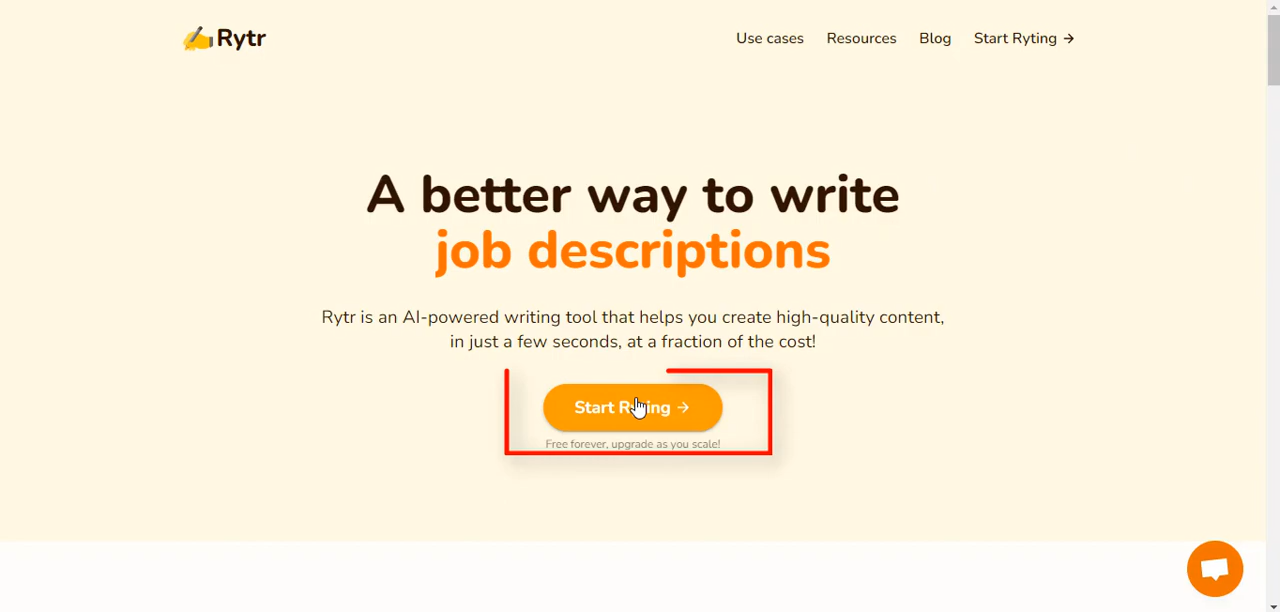 Rytr
Use cases Resources Blog Start Ryting →
A better way to write
job descriptions
Rytr is an AI-powered writing tool that helps you create high-quality content,
in just a few seconds, at a fraction of the cost!
Start Ryting →
Free forever, upgrade as you scale!